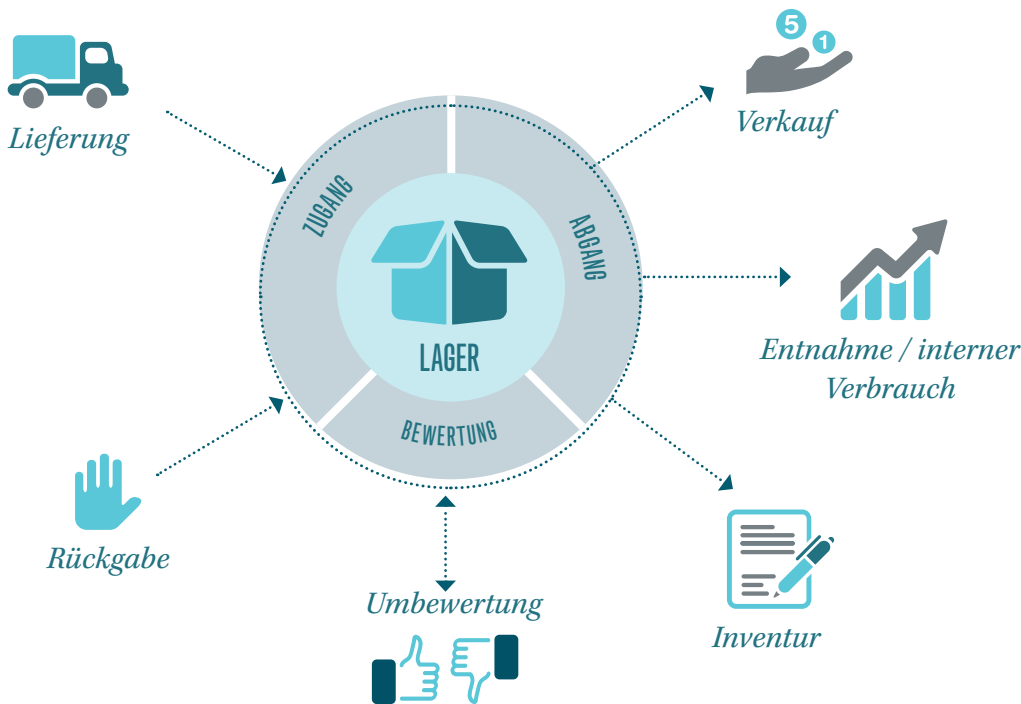 5
1
Lieferung
Verkauf
ZUGANG
ABGANG
LAGER
Entnahme / interner
Verbrauch
BEWERTUNG
Rückgabe
Umbewertung
Inventur